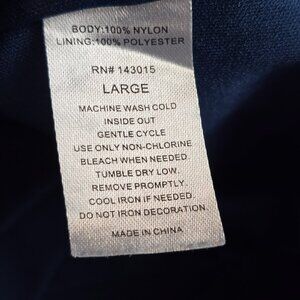 BODY:100% NYLON
LINING:100% POLYESTER
RN# 143015
LARGE
MACHINE WASH COLD
INSIDE OUT
GENTLE CYCLE
USE ONLY NON-CHLORINE
BLEACH WHEN NEEDED.
TUMBLE DRY LOW.
REMOVE PROMPTLY.
COOL IRON IF NEEDED.
DO NOT IRON DECORATION.
MADE IN CHINA